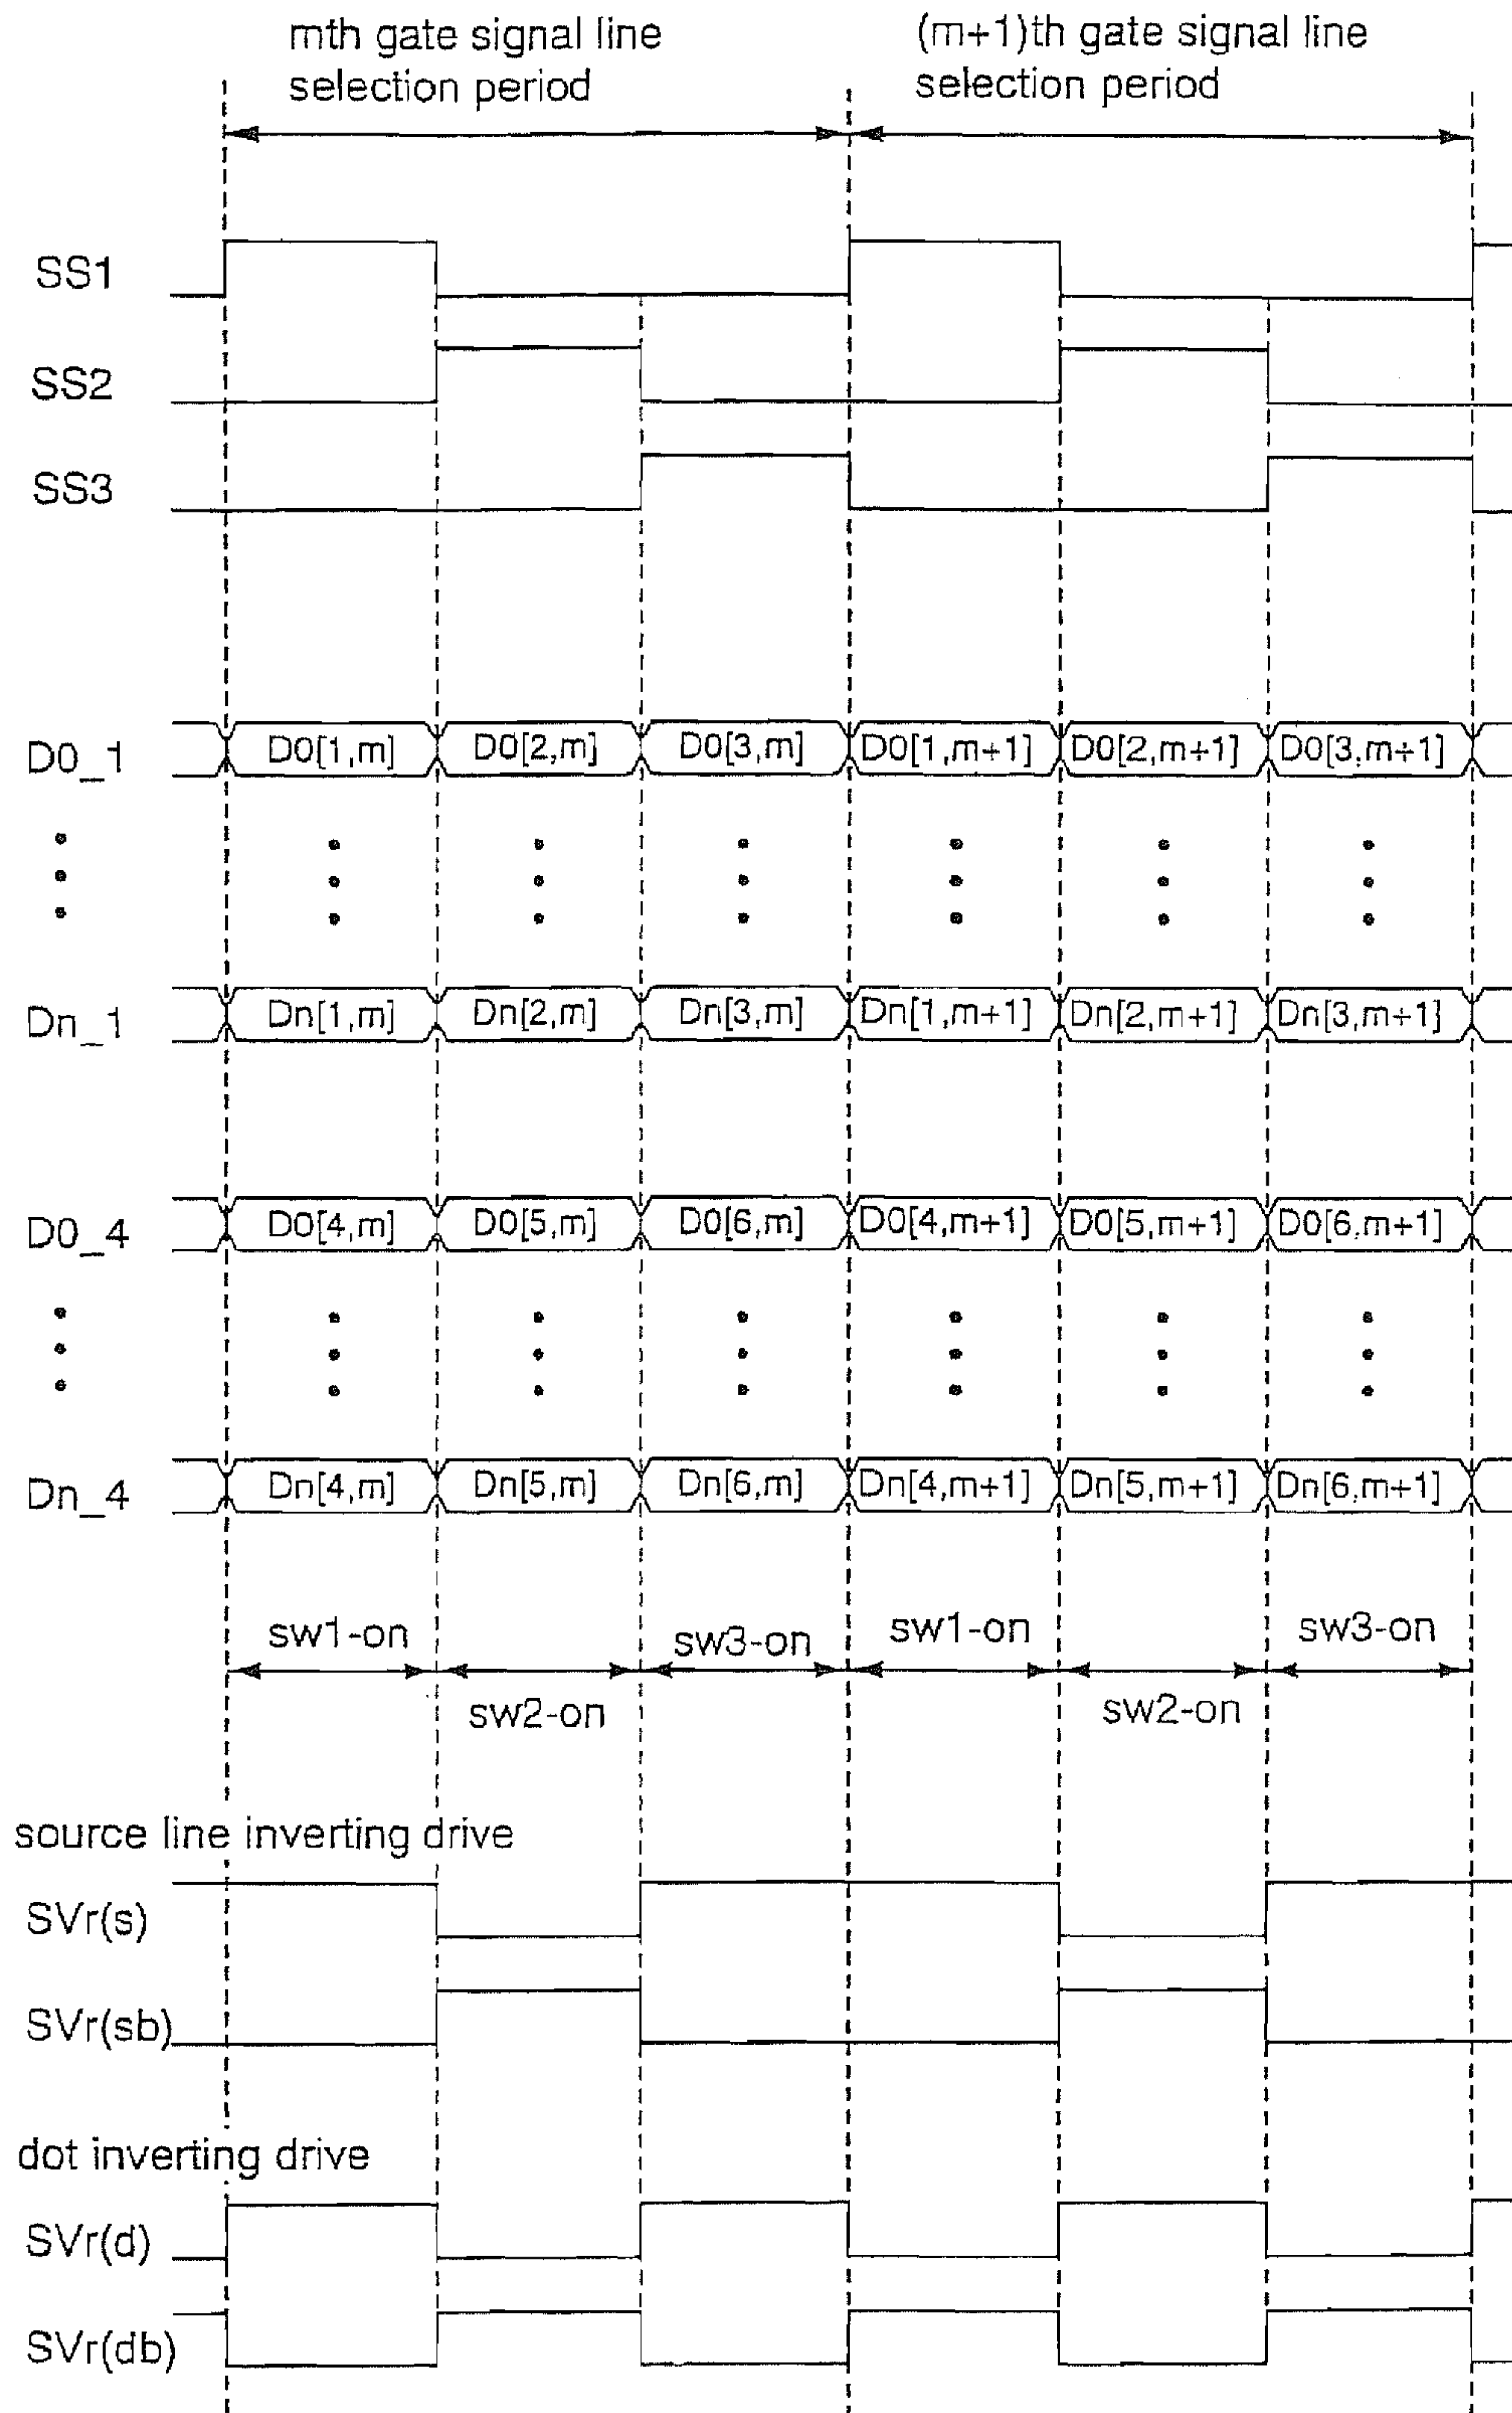 mth gate signal line
selection period
(m+1)th gate signal line
selection period
SS1
SS2
SS3
D0_1 D0[1,m] D0[2,m] D0[3,m] D0[1,m+1] D0[2,m+1] D0[3,m+1]
Dn_1 Dn[1,m] Dn[2,m] Dn[3,m] Dn[1,m+1] Dn[2,m+1] Dn[3,m+1]
D0_4 D0[4,m] D0[5,m] D0[6,m] D0[4,m+1] D0[5,m+1] D0[6,m+1]
Dn_4 Dn[4,m] Dn[5,m] Dn[6,m] Dn[4,m+1] Dn[5,m+1] Dn[6,m+1]
sw1-on sw3-on sw1-on sw3-on
sw2-on sw2-on
source line inverting drive
SVr(s)
SVr(sb)
dot inverting drive
SVr(d)
SVr(db)